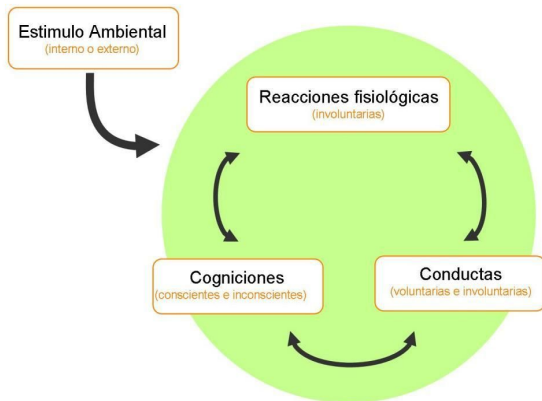 Estimulo Ambiental
(interno o externo)
Reacciones fisiológicas
(involuntarias)
Cogniciones
(conscientes e inconscientes)
Conductas
(voluntarias e involuntarias)